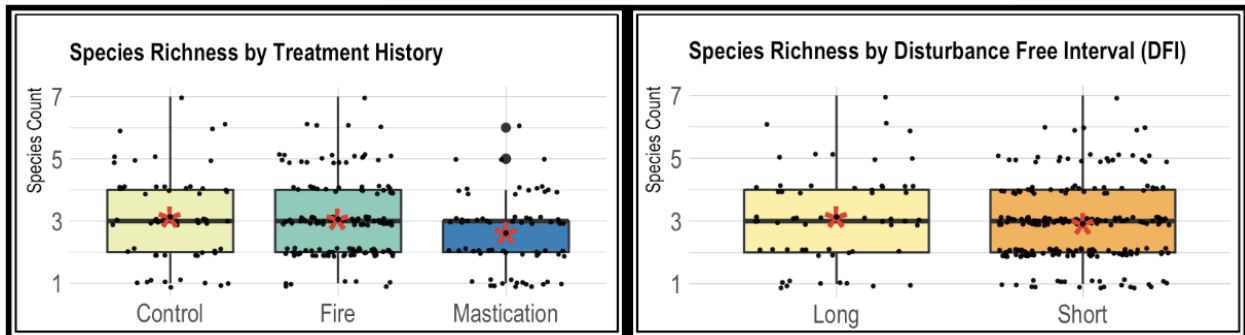 Species Richness by Treatment History
Species Count
7
5
3
1
Control Fire Mastication
Species Richness by Disturbance Free Interval (DFI)
Species Count
7
5
3
1
Long Short